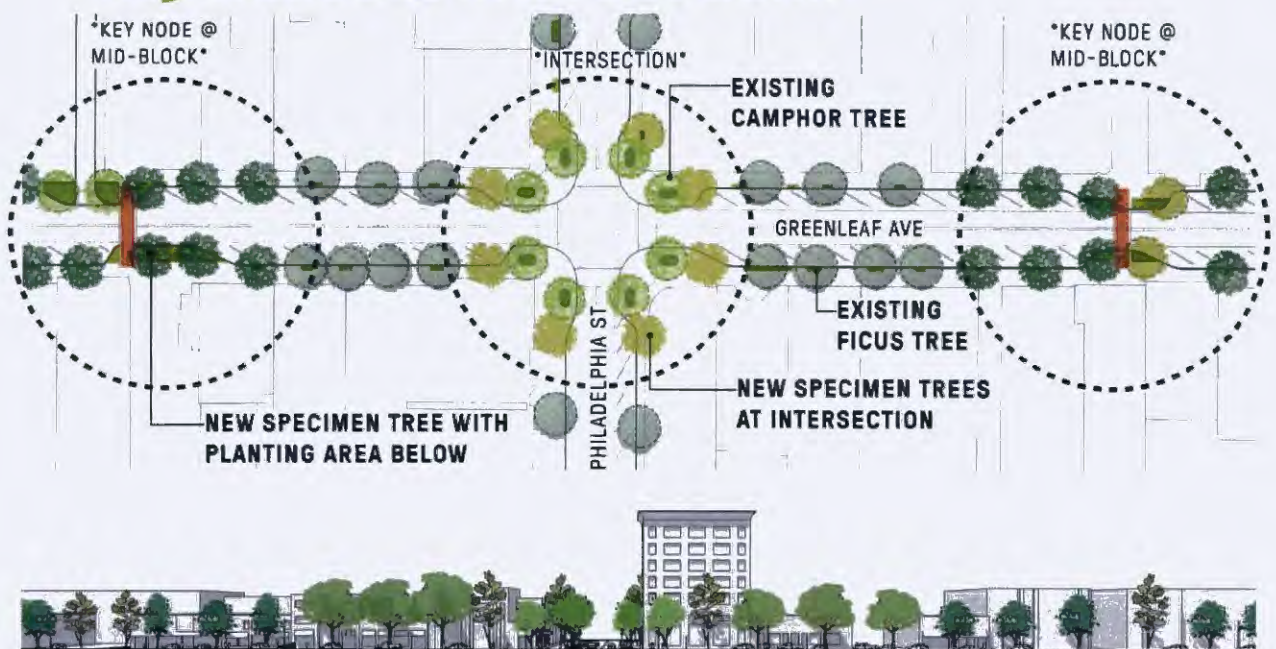 *KEY NODE @
MID-BLOCK*
*INTERSECTION*
*KEY NODE @
MID-BLOCK*
EXISTING
CAMPHOR TREE
GREENLEAF AVE
EXISTING
FICUS TREE
PHILADELPHIA ST
NEW SPECIMEN TREES
AT INTERSECTION
NEW SPECIMEN TREE WITH
PLANTING AREA BELOW